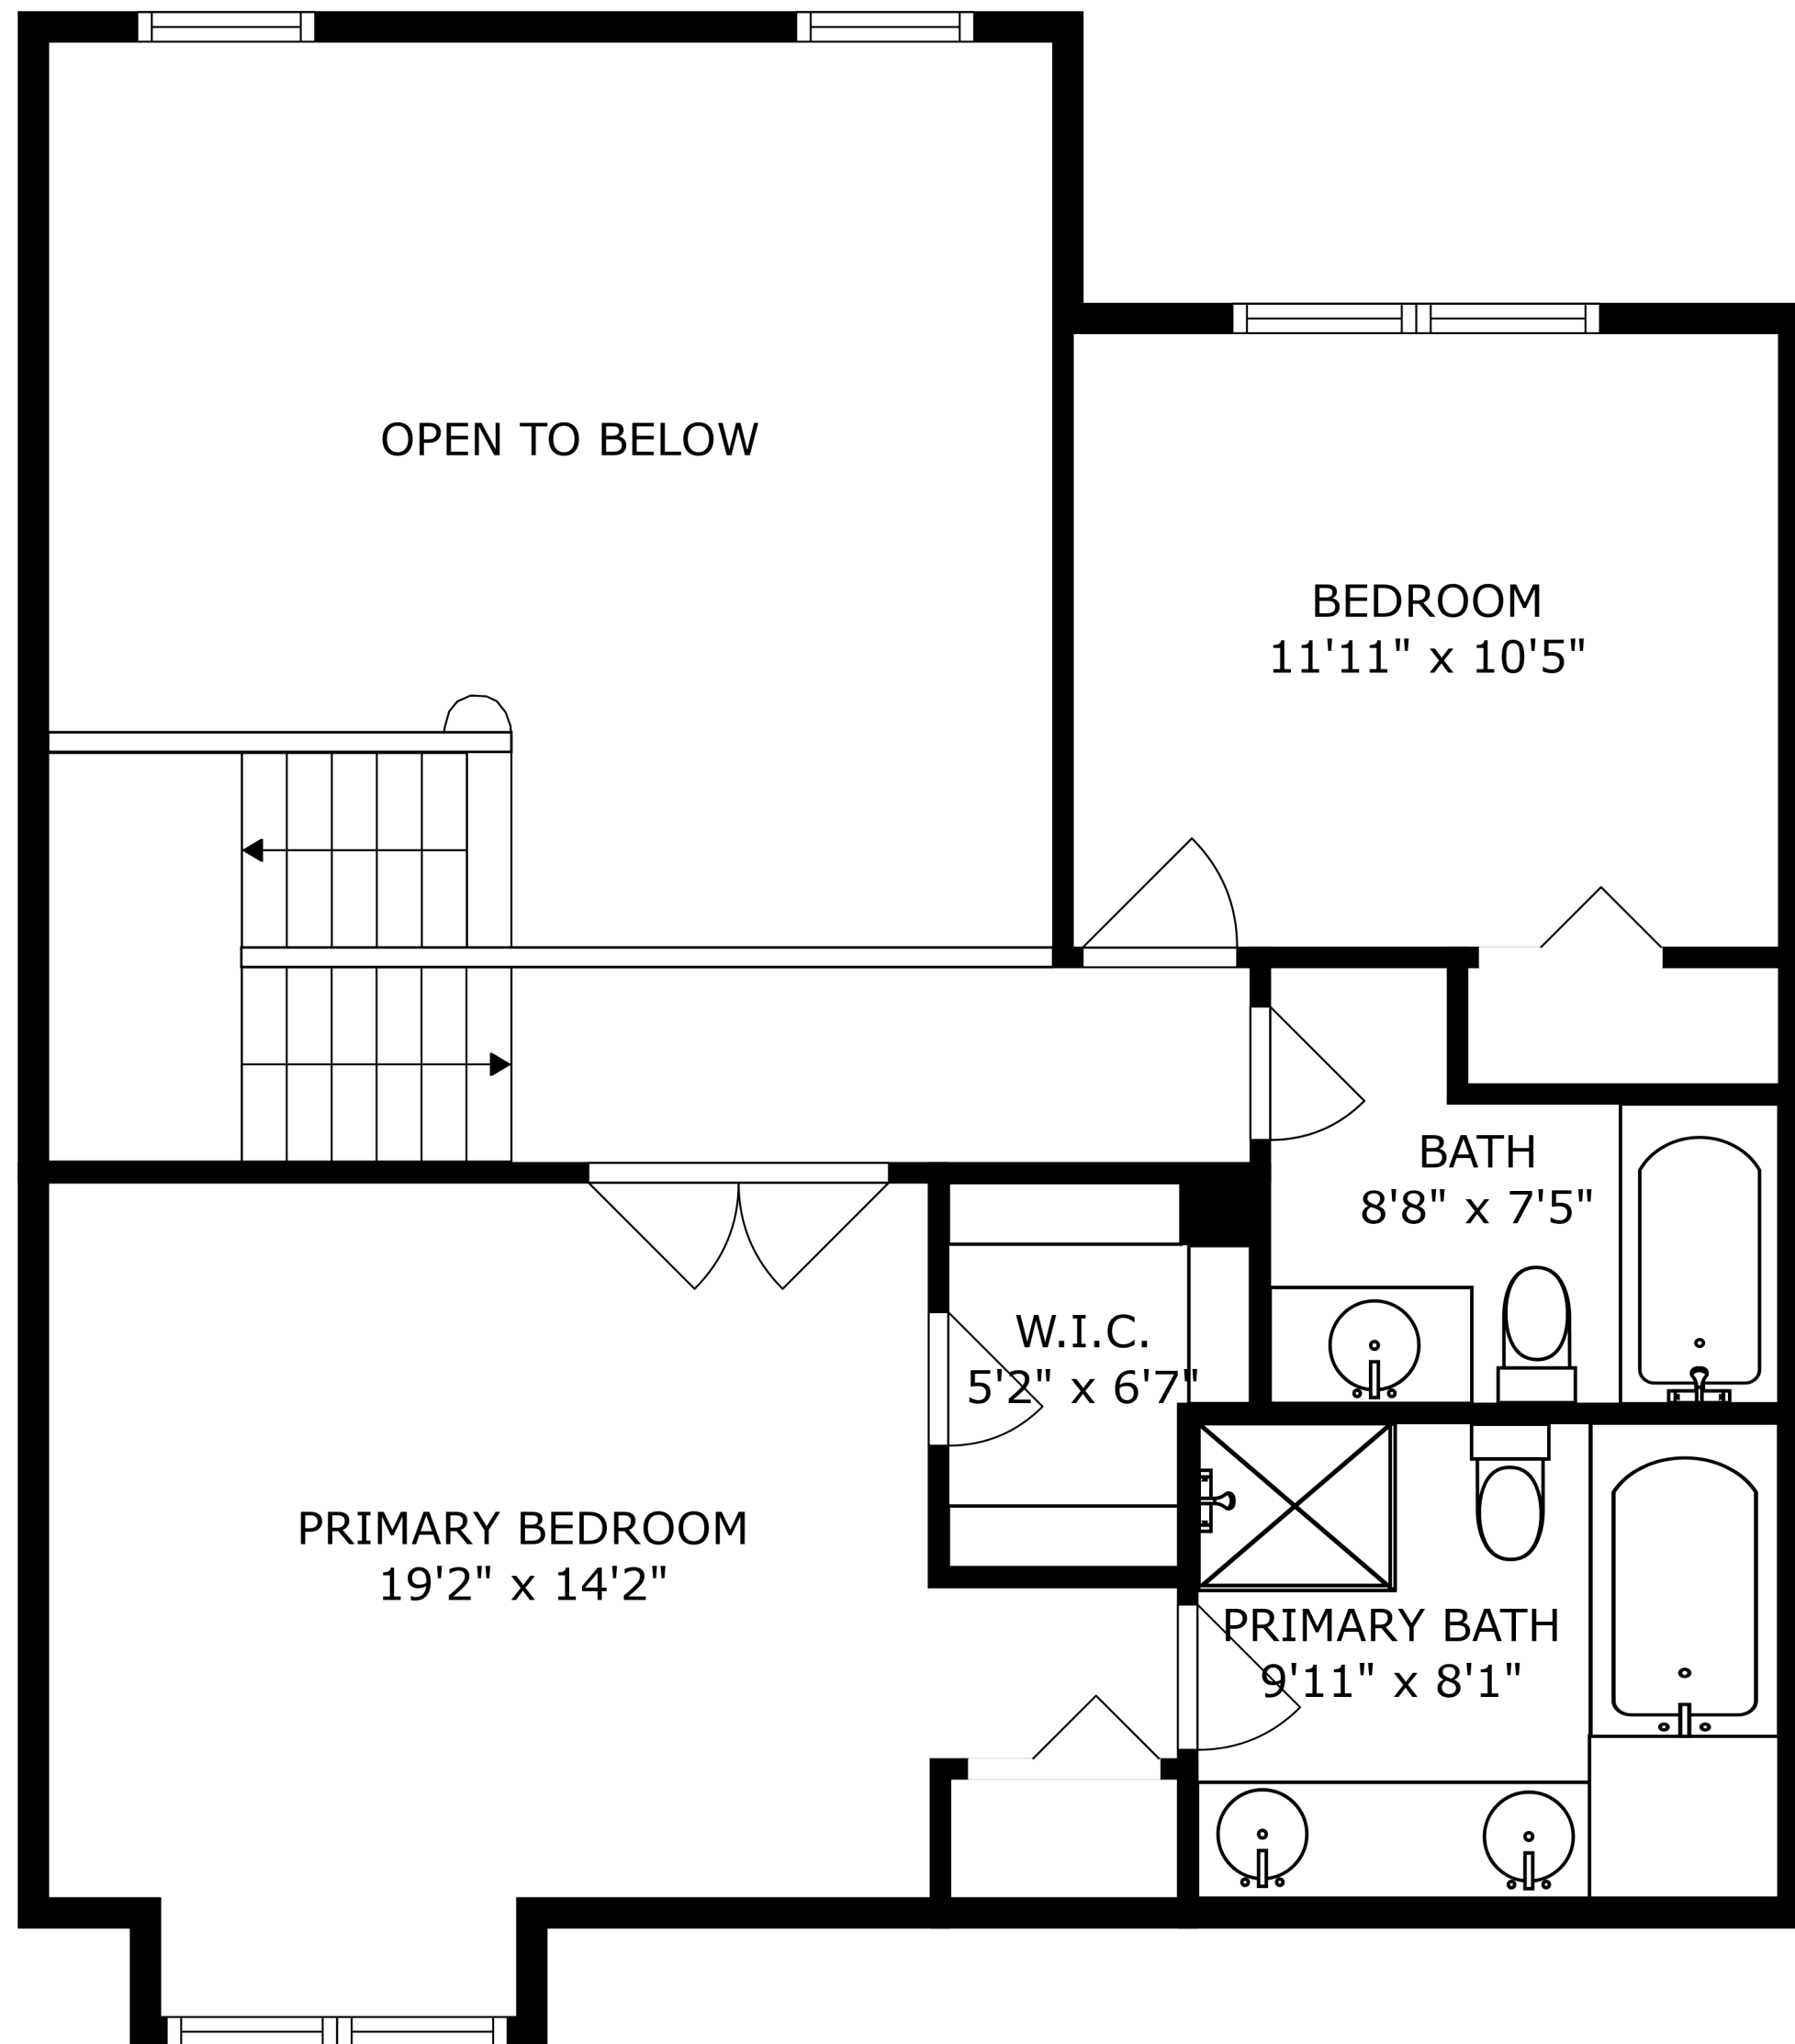 OPEN TO BELOW
BEDROOM
11'11" x 10'5"
BATH
8'8" x 7'5"
W.I.C.
5'2" x 6'7"
PRIMARY BEDROOM
19'2" x 14'2"
PRIMARY BATH
9'11" x 8'1"